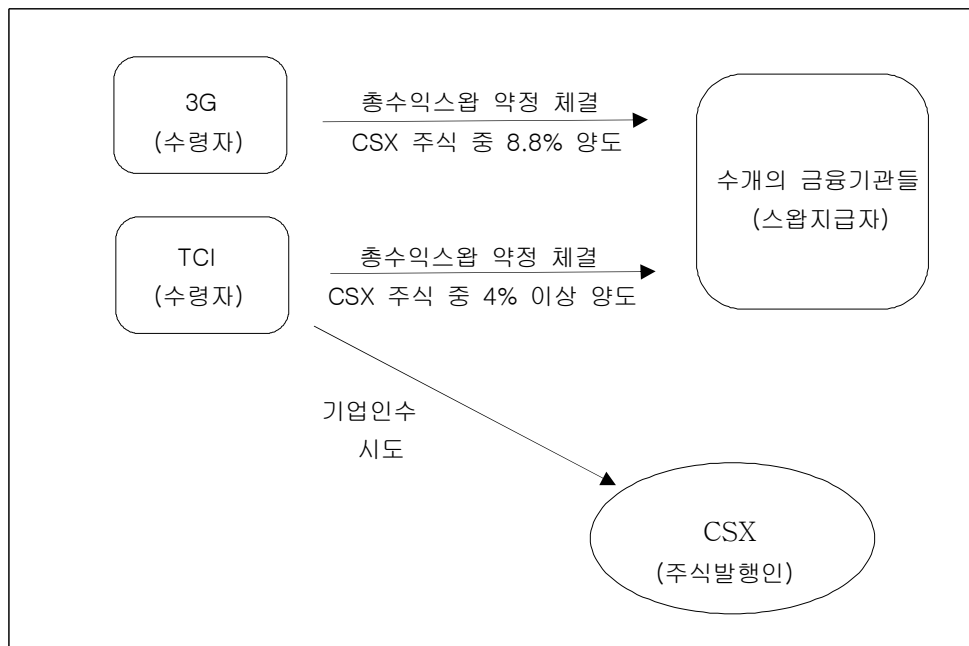 3G
(수령자)
총수익스왑 약정 체결
CSX 주식 중 8.8% 양도
수개의 금융기관들
(스왑지급자)
TCI
(수령자)
총수익스왑 약정 체결
CSX 주식 중 4% 이상 양도
기업인수
시도
CSX
(주식발행인)